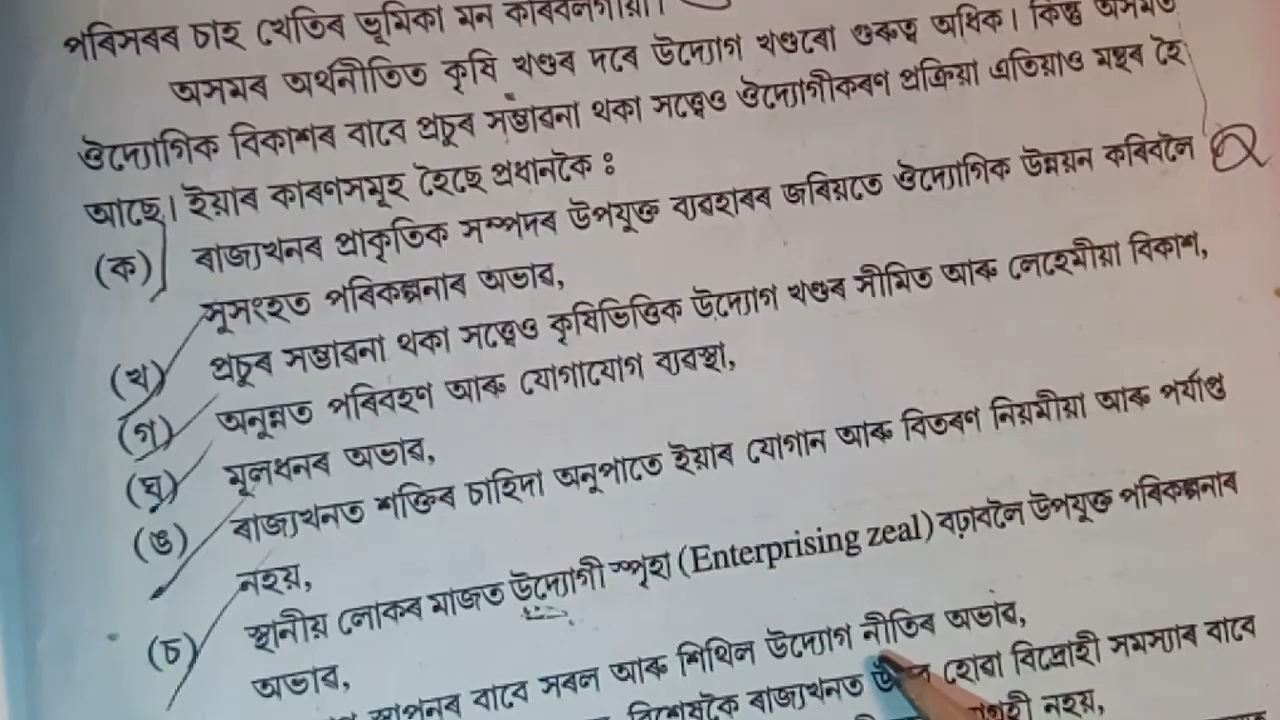 পৰিসৰৰ চাহ খেতিৰ ভূমিকা মন কৰিবলগীয়া।
অসমৰ অৰ্থনীতিত কৃষি খণ্ডৰ দৰে উদ্যোগ খণ্ডৰো গুৰুত্ব অধিক। কিন্তু অসমত
ঔদ্যোগিক বিকাশৰ বাবে প্ৰচুৰ সম্ভাৱনা থকা সত্ত্বেও ঔদ্যোগীকৰণ প্ৰক্ৰিয়া এতিয়াও মন্থৰ হৈ
আছে। ইয়াৰ কাৰণসমূহ হৈছে প্ৰধানকৈ ঃ
(ক) ৰাজ্যখনৰ প্ৰাকৃতিক সম্পদৰ উপযুক্ত ব্যৱহাৰৰ জৰিয়তে ঔদ্যোগিক উন্নয়ন কৰিবলৈ
সুসংহত পৰিকল্পনাৰ অভাৱ,
(খ) প্ৰচুৰ সম্ভাৱনা থকা সত্ত্বেও কৃষিভিত্তিক উদ্যোগ খণ্ডৰ সীমিত আৰু লেহেমীয়া বিকাশ,
(গ) অনুন্নত পৰিবহণ আৰু যোগাযোগ ব্যৱস্থা,
(ঘ) মূলধনৰ অভাৱ,
(ঙ) ৰাজ্যখনত শক্তিৰ চাহিদা অনুপাতে ইয়াৰ যোগান আৰু বিতৰণ নিয়মীয়া আৰু পৰ্যাপ্ত
নহয়,
(চ) স্থানীয় লোকৰ মাজত উদ্যোগী স্পৃহা (Enterprising zeal) বঢ়াবলৈ উপযুক্ত পৰিকল্পনাৰ
অভাৱ,
স্থাপনৰ বাবে সৰল আৰু শিথিল উদ্যোগ নীতিৰ অভাৱ,
বিশেষকৈ ৰাজ্যখনত হোৱা বিদ্ৰোহী সমস্যাৰ বাবে
নহয়,